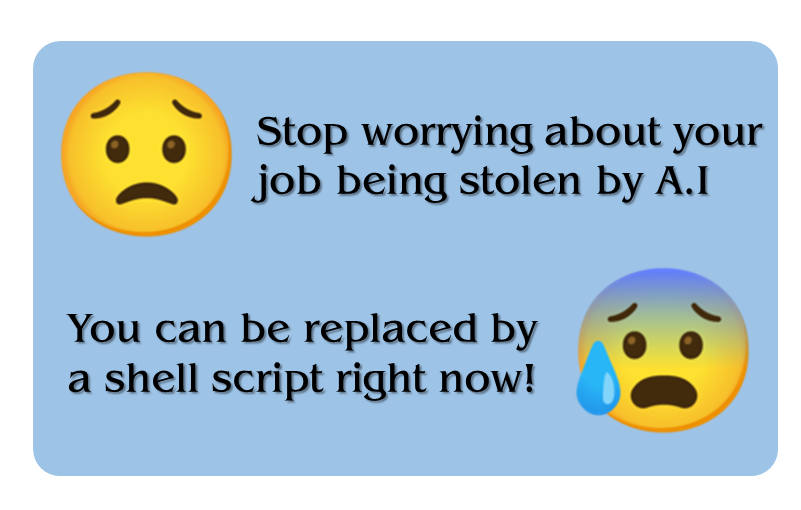 Stop worrying about your
job being stolen by A.I
You can be replaced by
a shell script right now!